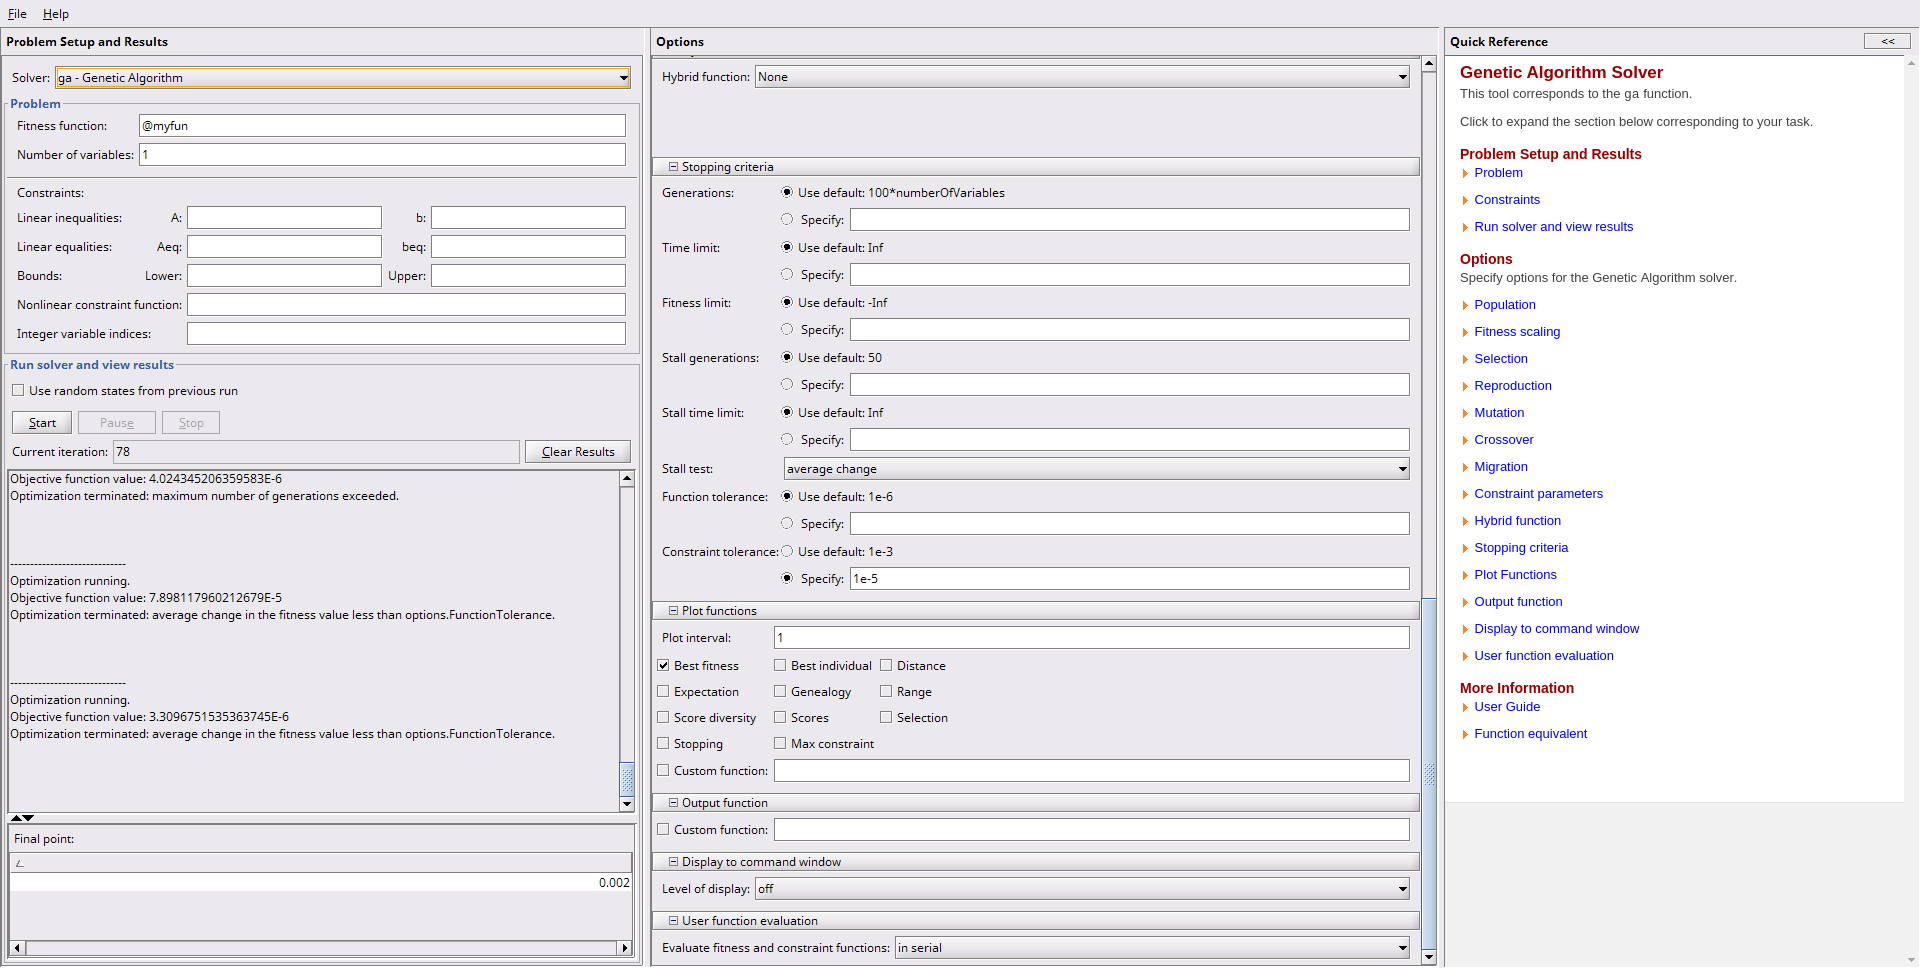 File Help
Problem Setup and Results
Solver: ga - Genetic Algorithm
Problem
Fitness function: @myfun
Number of variables: 1
Constraints:
Linear inequalities: A: b:
Linear equalities: Aeq: beq:
Bounds: Lower: Upper:
Nonlinear constraint function:
Integer variable indices:
Run solver and view results
Use random states from previous run
Start Pause Stop
Current iteration: 78 Clear Results
Objective function value: 4.024345206359583E-6
Optimization terminated: maximum number of generations exceeded.
------------------------------
Optimization running.
Objective function value: 7.898117960212679E-5
Optimization terminated: average change in the fitness value less than options.FunctionTolerance.
------------------------------
Optimization running.
Objective function value: 3.3096751535363745E-6
Optimization terminated: average change in the fitness value less than options.FunctionTolerance.
Final point:
0.002
Options
Hybrid function: None
Stopping criteria
Generations: Use default: 100*numberOfVariables
Specify:
Time limit: Use default: Inf
Specify:
Fitness limit: Use default: -Inf
Specify:
Stall generations: Use default: 50
Specify:
Stall time limit: Use default: Inf
Specify:
Stall test: average change
Function tolerance: Use default: 1e-6
Specify:
Constraint tolerance: Use default: 1e-3
Specify: 1e-5
Plot functions
Plot interval: 1
Best fitness Best individual Distance
Expectation Genealogy Range
Score diversity Scores Selection
Stopping Max constraint
Custom function:
Output function
Custom function:
Display to command window
Level of display: off
User function evaluation
Evaluate fitness and constraint functions: in serial
Quick Reference <<
Genetic Algorithm Solver
This tool corresponds to the ga function.
Click to expand the section below corresponding to your task.
Problem Setup and Results
Problem
Constraints
Run solver and view results
Options
Specify options for the Genetic Algorithm solver.
Population
Fitness scaling
Selection
Reproduction
Mutation
Crossover
Migration
Constraint parameters
Hybrid function
Stopping criteria
Plot Functions
Output function
Display to command window
User function evaluation
More Information
User Guide
Function equivalent